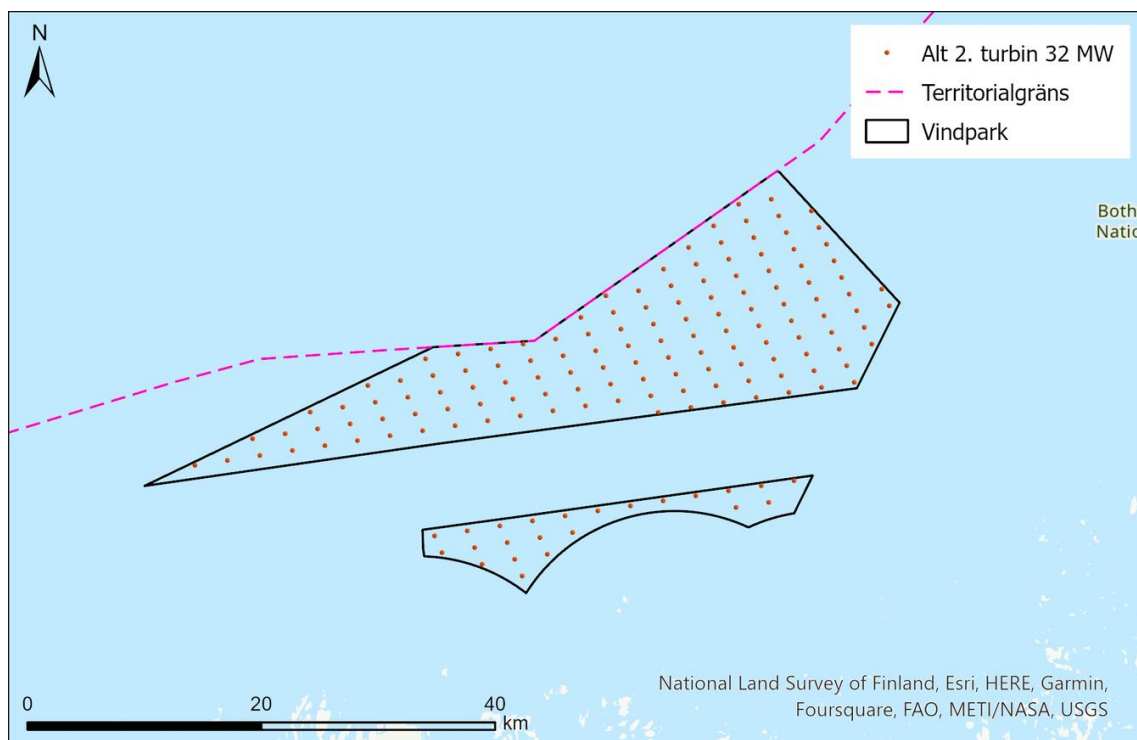 N
Alt 2. turbin 32 MW
Territorialgräns
Vindpark
Both
Natio
National Land Survey of Finland, Esri, HERE, Garmin,
Foursquare, FAO, METI/NASA, USGS
0 20 40
km